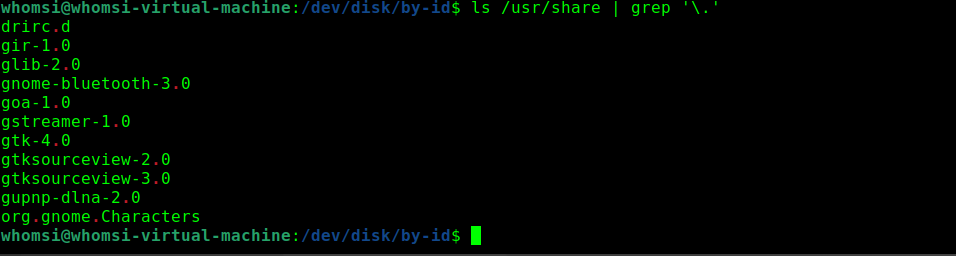 whomsi@whomsi-virtual-machine:/dev/disk/by-id$ ls /usr/share | grep '\.'
drirc.d
gir-1.0
glib-2.0
gnome-bluetooth-3.0
goa-1.0
gstreamer-1.0
gtk-4.0
gtksourceview-2.0
gtksourceview-3.0
gupnp-dlna-2.0
org.gnome.Characters
whomsi@whomsi-virtual-machine:/dev/disk/by-id$